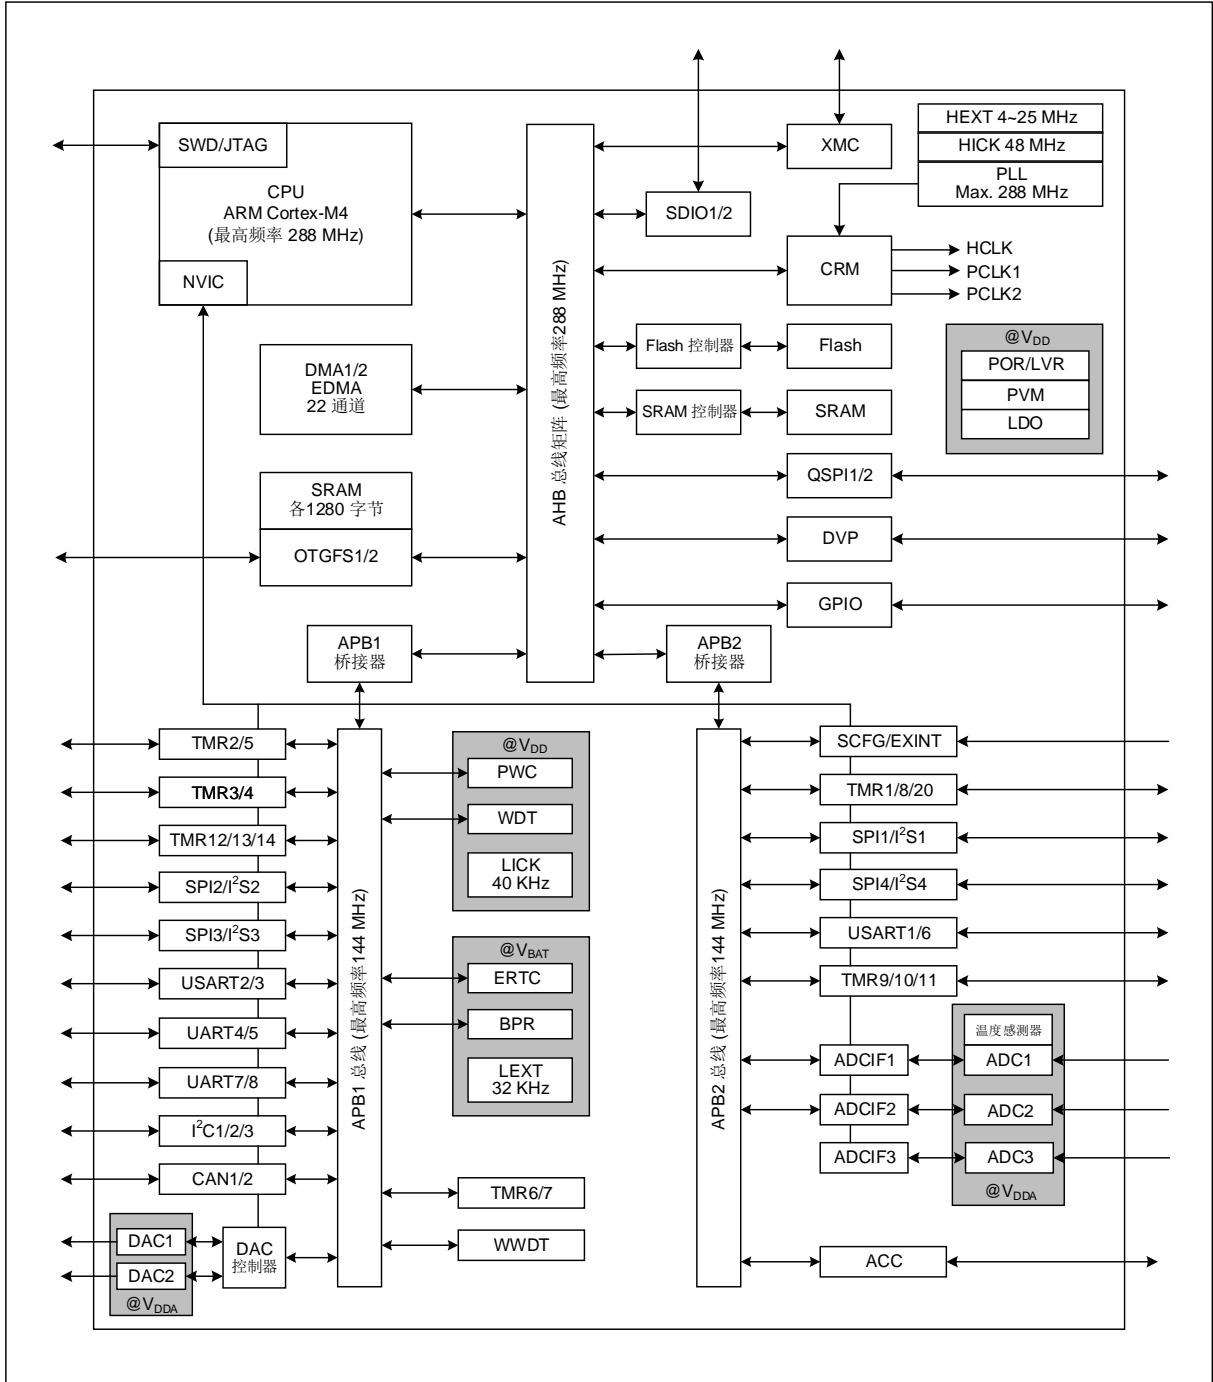 SWD/JTAG
CPU
ARM Cortex-M4
(最高频率 288 MHz)
NVIC
DMA1/2
EDMA
22 通道
SRAM
各1280 字节
OTGFS1/2
APB1
桥接器
AHB 总线矩阵 (最高频率288 MHz)
XMC
SDIO1/2
HEXT 4~25 MHz
HICK 48 MHz
PLL
Max. 288 MHz
CRM
HCLK
PCLK1
PCLK2
Flash 控制器
Flash
SRAM 控制器
SRAM
@VDD
POR/LVR
PVM
LDO
QSPI1/2
DVP
GPIO
APB2
桥接器
TMR2/5
TMR3/4
TMR12/13/14
SPI2/I²S2
SPI3/I²S3
USART2/3
UART4/5
UART7/8
I²C1/2/3
CAN1/2
DAC1
DAC2
@VDDA
DAC
控制器
APB1 总线 (最高频率144 MHz)
@VDD
PWC
WDT
LICK
40 KHz
@VBAT
ERTC
BPR
LEXT
32 KHz
TMR6/7
WWDT
APB2 总线 (最高频率144 MHz)
SCFG/EXINT
TMR1/8/20
SPI1/I²S1
SPI4/I²S4
USART1/6
TMR9/10/11
ADCIF1
ADCIF2
ADCIF3
温度感测器
ADC1
ADC2
ADC3
@VDDA
ACC